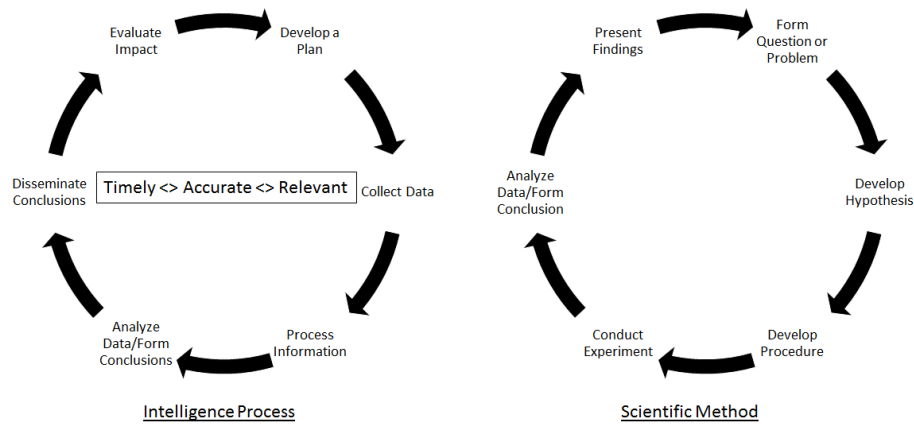 Evaluate
Impact
Develop a
Plan
Disseminate
Conclusions
Timely <> Accurate <> Relevant
Collect Data
Analyze
Data/Form
Conclusions
Process
Information
Intelligence Process
Present
Findings
Form
Question or
Problem
Analyze
Data/Form
Conclusion
Develop
Hypothesis
Conduct
Experiment
Develop
Procedure
Scientific Method